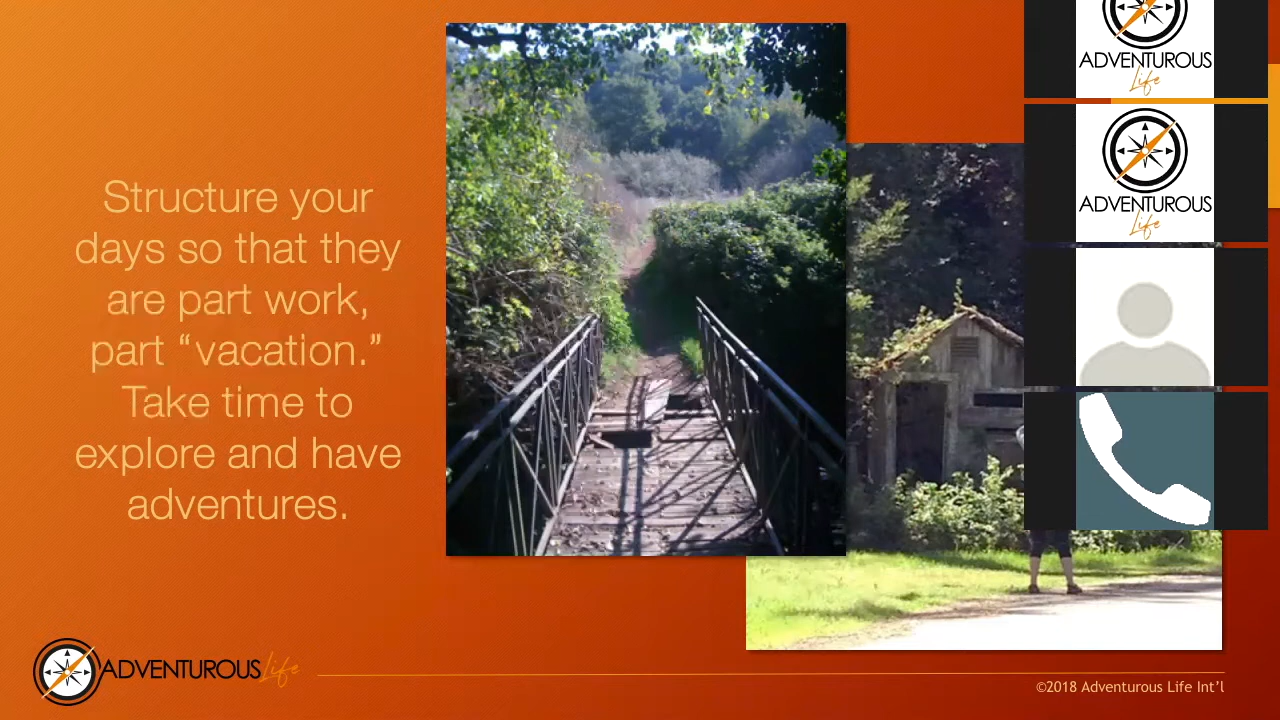 Structure your
days so that they
are part work,
part “vacation.”
Take time to
explore and have
adventures.
ADVENTUROUS
Life
ADVENTUROUS
Life
ADVENTUROUS Life
©2018 Adventurous Life Int’l